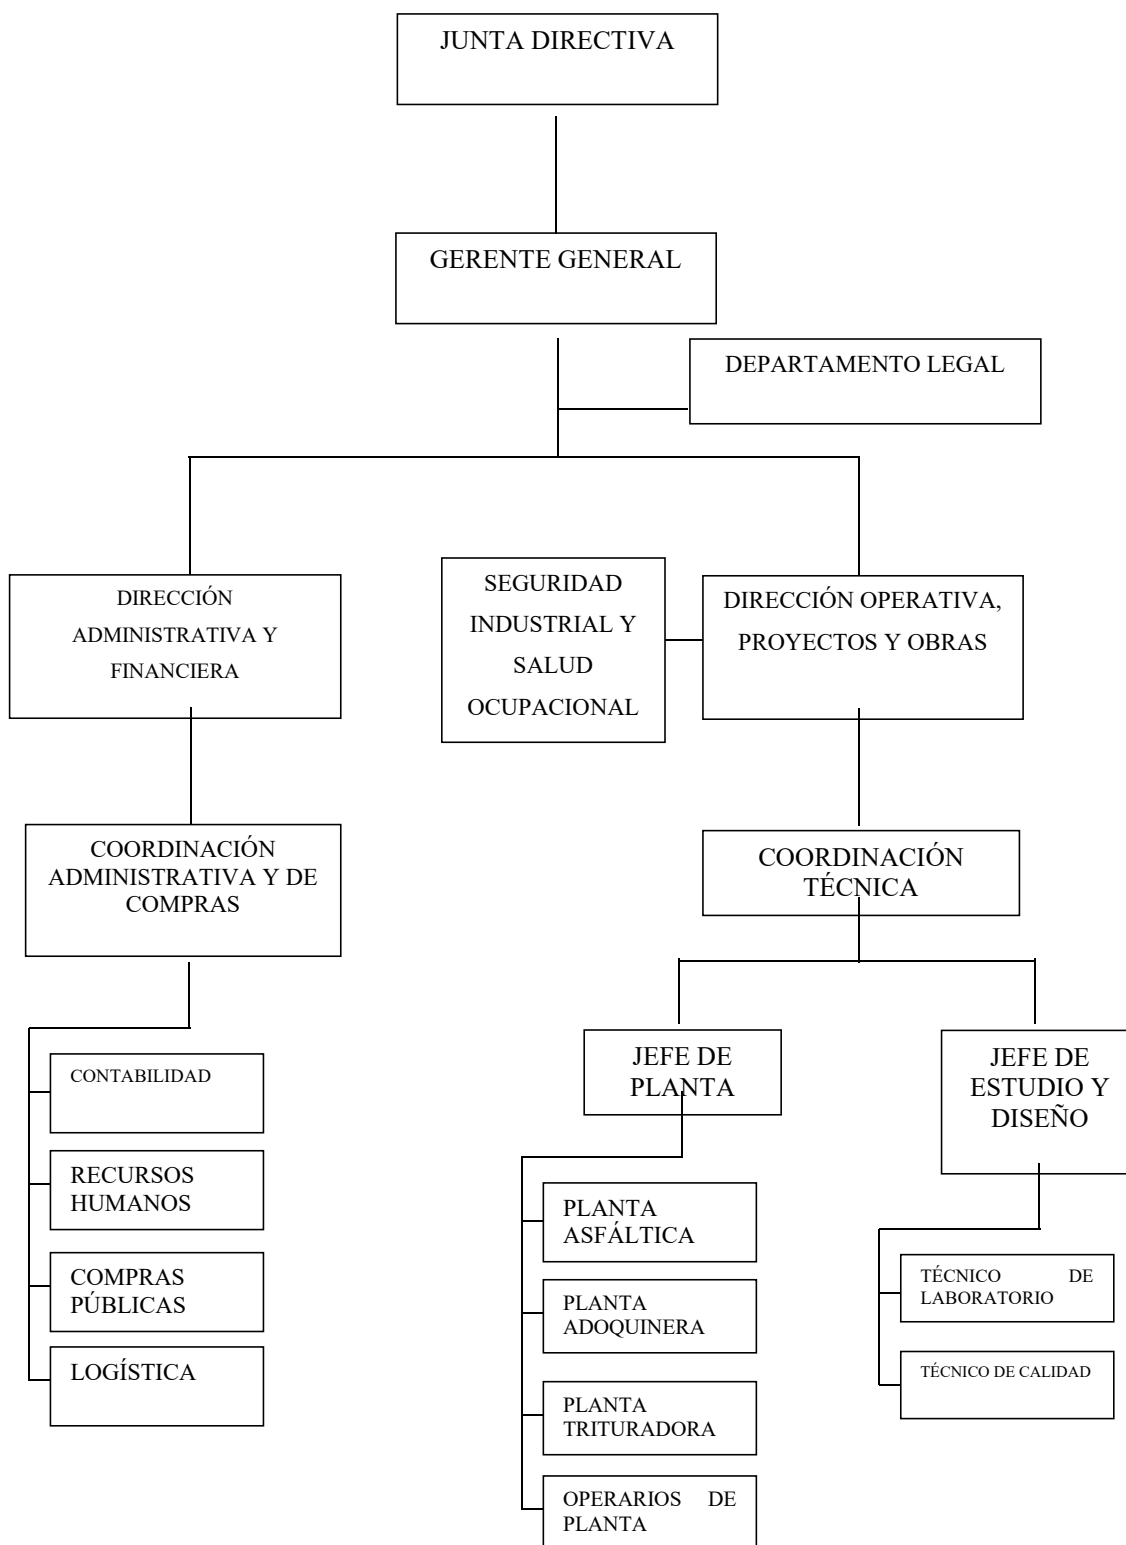 JUNTA DIRECTIVA
GERENTE GENERAL
DEPARTAMENTO LEGAL
DIRECCIÓN
ADMINISTRATIVA Y
FINANCIERA
SEGURIDAD
INDUSTRIAL Y
SALUD
OCUPACIONAL
DIRECCIÓN OPERATIVA,
PROYECTOS Y OBRAS
COORDINACIÓN
ADMINISTRATIVA Y DE
COMPRAS
COORDINACIÓN
TÉCNICA
CONTABILIDAD
RECURSOS
HUMANOS
COMPRAS
PÚBLICAS
LOGÍSTICA
JEFE DE
PLANTA
PLANTA
ASFÁLTICA
PLANTA
ADOQUINERA
PLANTA
TRITURADORA
OPERARIOS DE
PLANTA
JEFE DE
ESTUDIO Y
DISEÑO
TÉCNICO DE
LABORATORIO
TÉCNICO DE CALIDAD